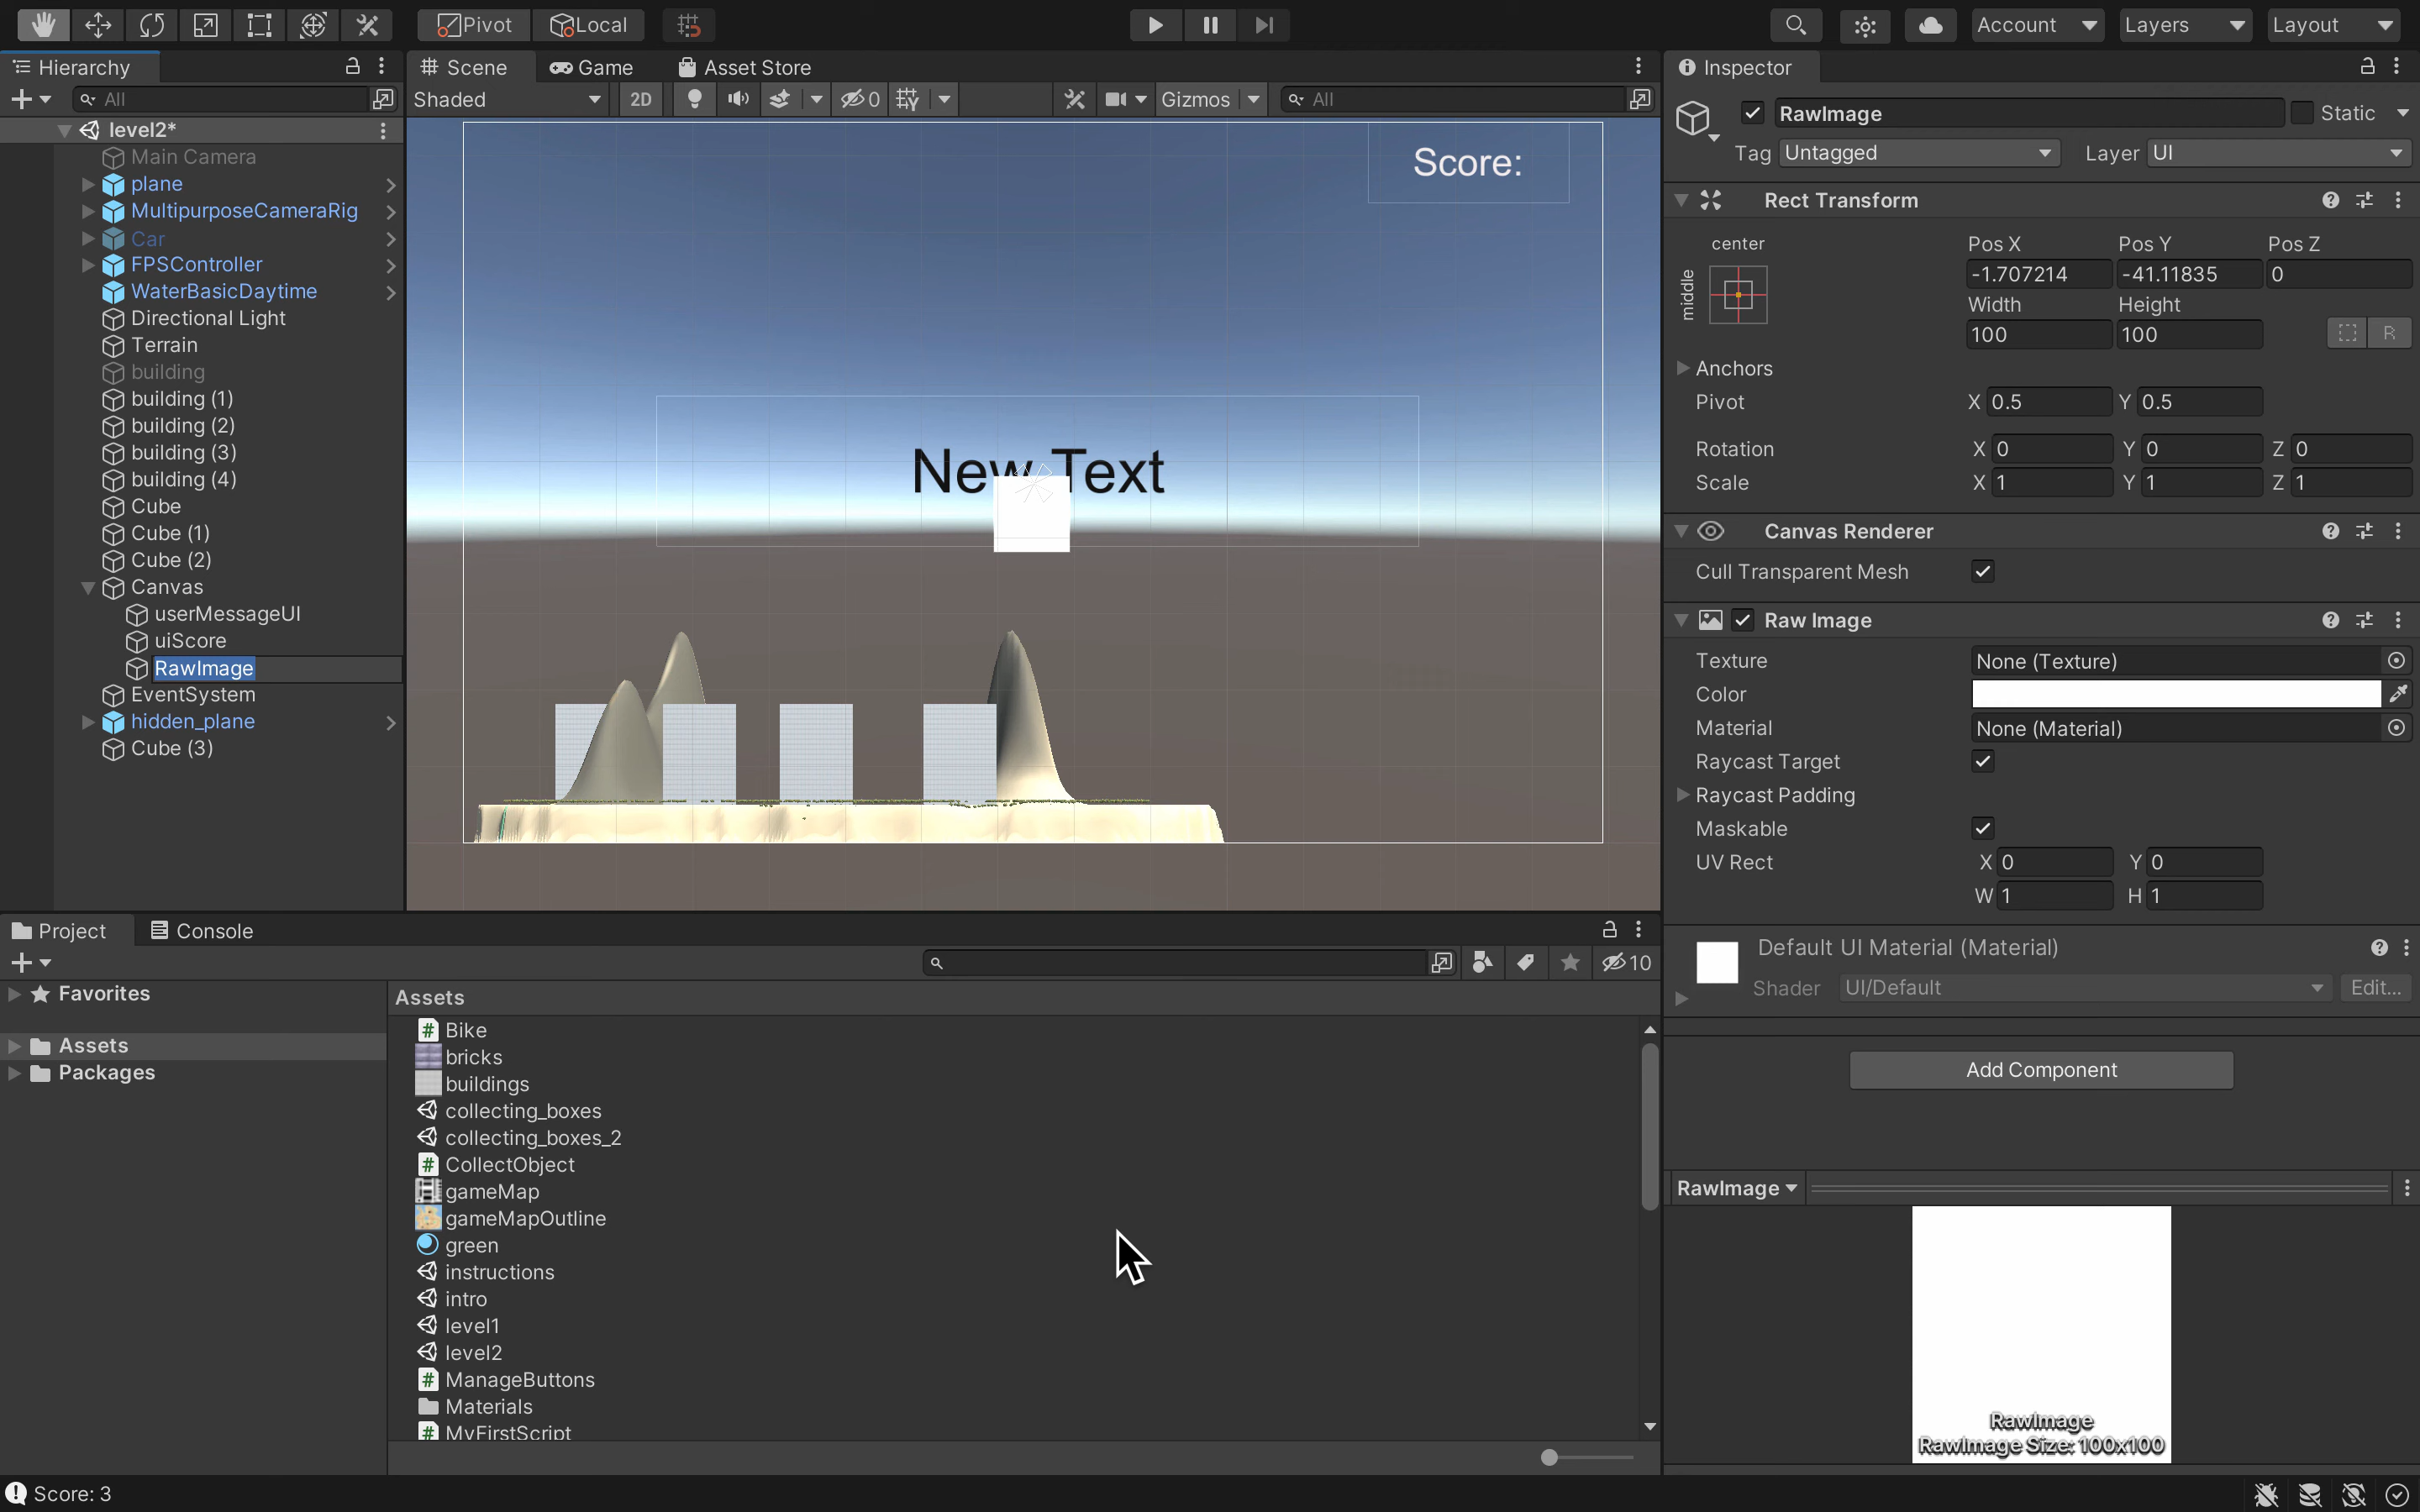 Pivot Local Account Layers Layout
Hierarchy
All
level2*
Main Camera
plane
MultipurposeCameraRig
Car
FPSController
WaterBasicDaytime
Directional Light
Terrain
building
building (1)
building (2)
building (3)
building (4)
Cube
Cube (1)
Cube (2)
Canvas
userMessageUI
uiScore
RawImage
EventSystem
hidden_plane
Cube (3)
Scene Game Asset Store
Shaded 2D 0 Gizmos All
Score:
New Text
Inspector
RawImage Static
Tag Untagged Layer UI
Rect Transform
center
middle
Pos X Pos Y Pos Z
-1.707214 -41.11835 0
Width Height
100 100 R
Anchors
Pivot X 0.5 Y 0.5
Rotation X 0 Y 0 Z 0
Scale X 1 Y 1 Z 1
Canvas Renderer
Cull Transparent Mesh
Raw Image
Texture None (Texture)
Color
Material None (Material)
Raycast Target
Raycast Padding
Maskable
UV Rect X 0 Y 0
W 1 H 1
Default UI Material (Material)
Shader UI/Default Edit...
Add Component
RawImage
RawImage
RawImage Size: 100x100
Project Console
10
Favorites
Assets
Packages
Assets
Bike
bricks
buildings
collecting_boxes
collecting_boxes_2
CollectObject
gameMap
gameMapOutline
green
instructions
intro
level1
level2
ManageButtons
Materials
MyFirstScript
Score: 3